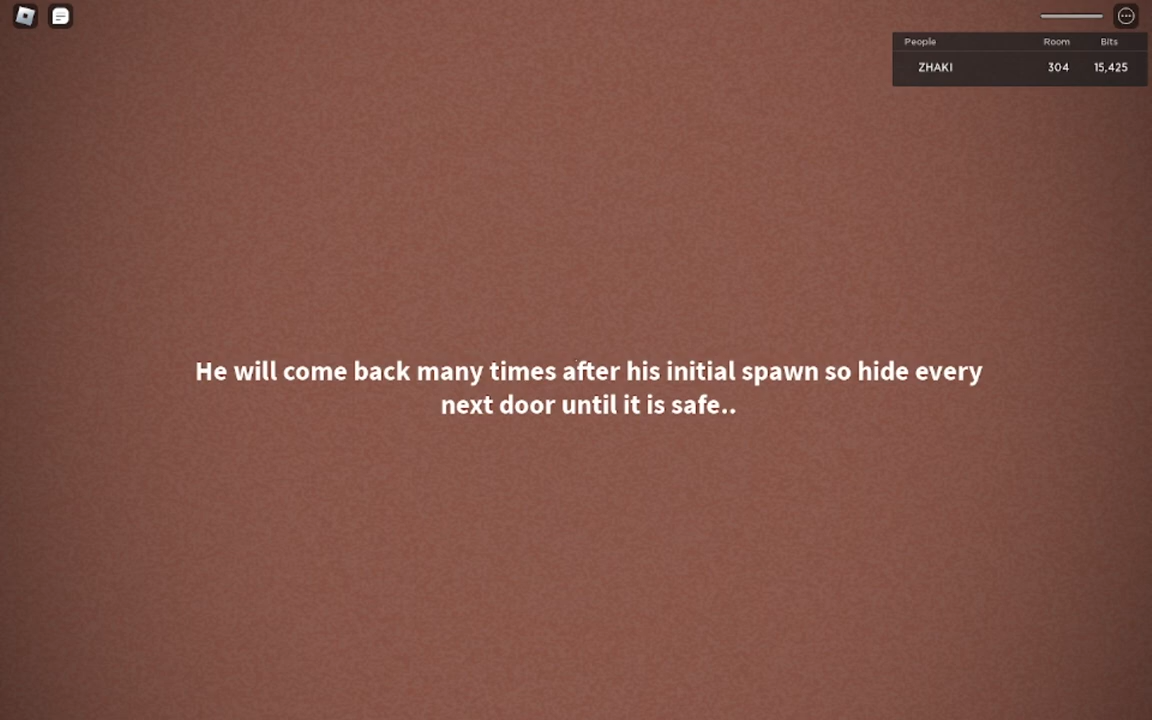 People Room Bits
ZHAKI 304 15,425
He will come back many times after his initial spawn so hide every
next door until it is safe..